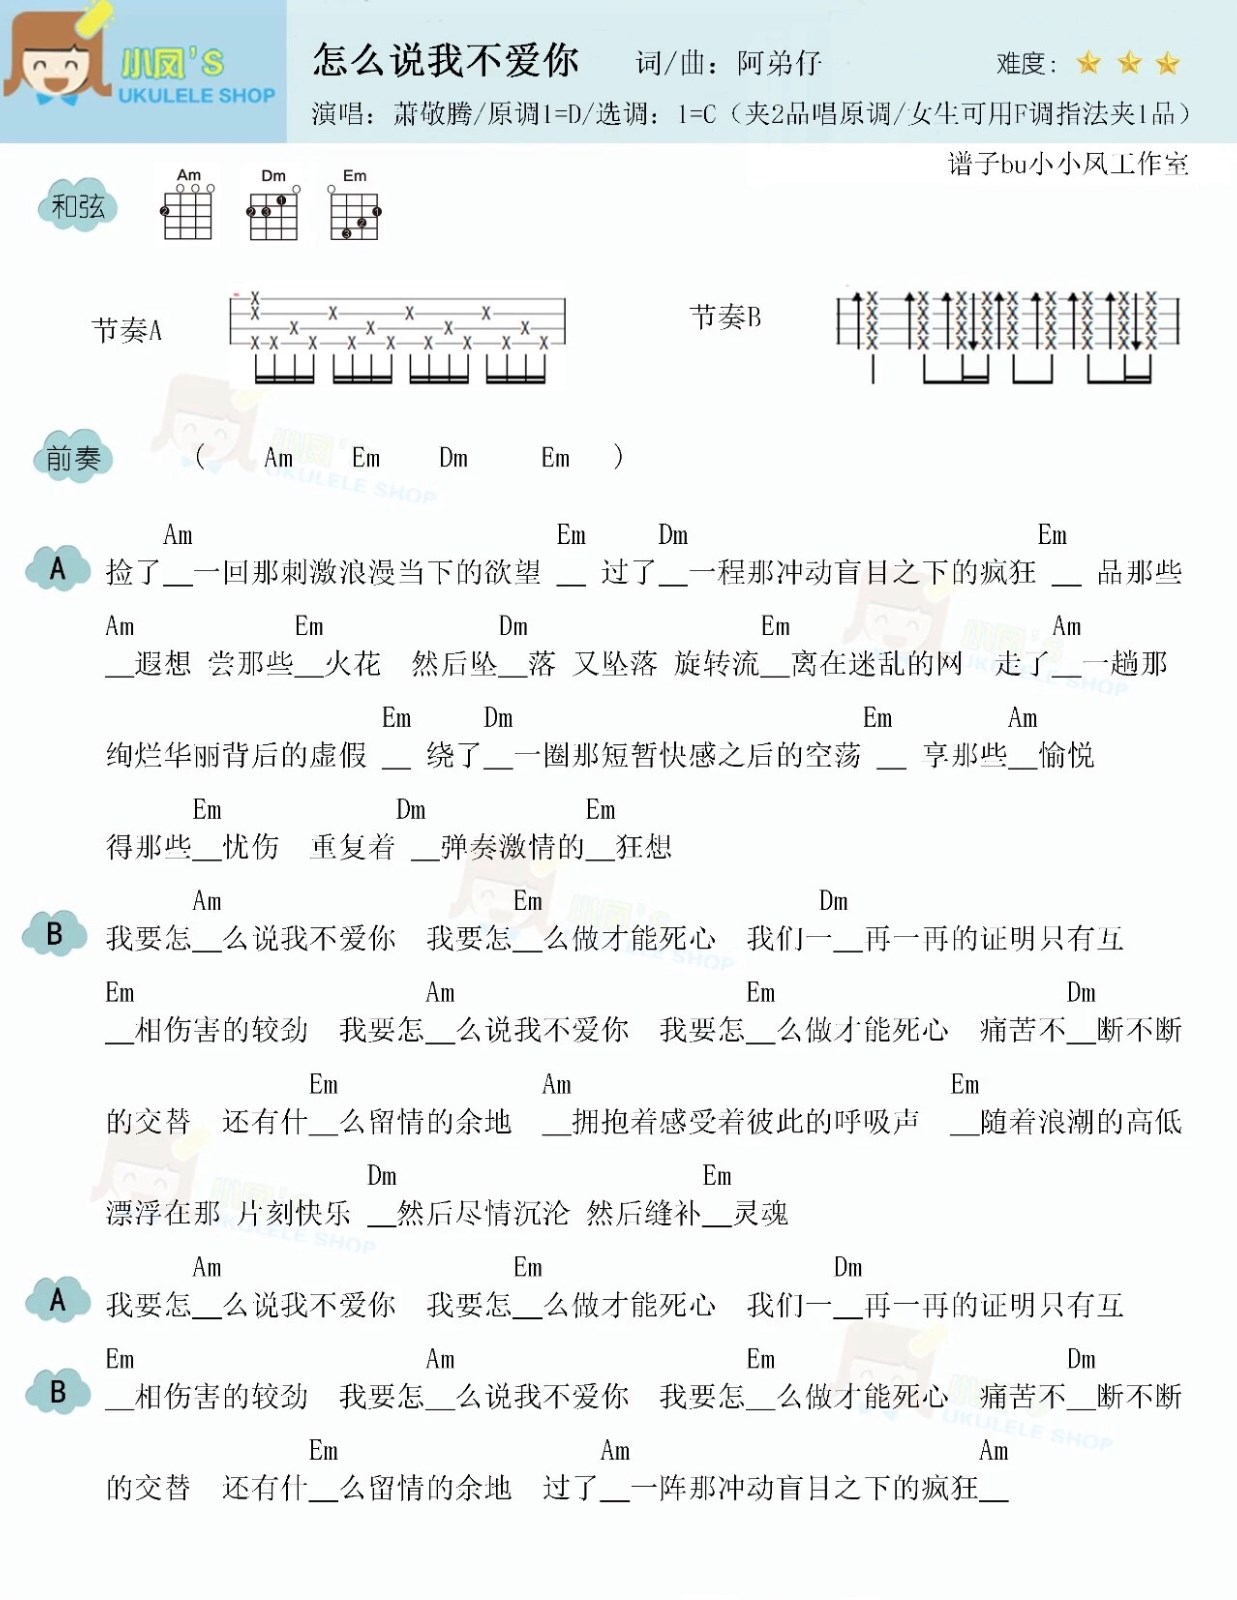 小凤'S
UKULELE SHOP
怎么说我不爱你 词/曲：阿弟仔 难度：
演唱：萧敬腾/原调1=D/选调：1=C（夹2品唱原调/女生可用F调指法夹1品）
谱子bu小小风工作室
和弦 Am Dm Em
节奏A 节奏B
前奏 （ Am Em Dm Em ）
Am Em Dm Em
A 捡了__一回那刺激浪漫当下的欲望 __ 过了__一程那冲动盲目之下的疯狂 __ 品那些
Am Em Dm Em Am
__遐想 尝那些__火花 然后坠__落 又坠落 旋转流__离在迷乱的网 走了__一趟那
Em Dm Em Am
绚烂华丽背后的虚假 __ 绕了__一圈那短暂快感之后的空荡 __ 享那些__愉悦
Em Dm Em
得那些__忧伤 重复着 __弹奏激情的__狂想
Am Em Dm
B 我要怎__么说我不爱你 我要怎__么做才能死心 我们一__再一再的证明只有互
Em Am Em Dm
__相伤害的较劲 我要怎__么说我不爱你 我要怎__么做才能死心 痛苦不__断不断
Em Am Em
的交替 还有什__么留情的余地 __拥抱着感受着彼此的呼吸声 __随着浪潮的高低
Dm Em
漂浮在那 片刻快乐 __然后尽情沉沦 然后缝补__灵魂
Am Em Dm
A 我要怎__么说我不爱你 我要怎__么做才能死心 我们一__再一再的证明只有互
Em Am Em Dm
B __相伤害的较劲 我要怎__么说我不爱你 我要怎__么做才能死心 痛苦不__断不断
Em Am Am
的交替 还有什__么留情的余地 过了__一阵那冲动盲目之下的疯狂__